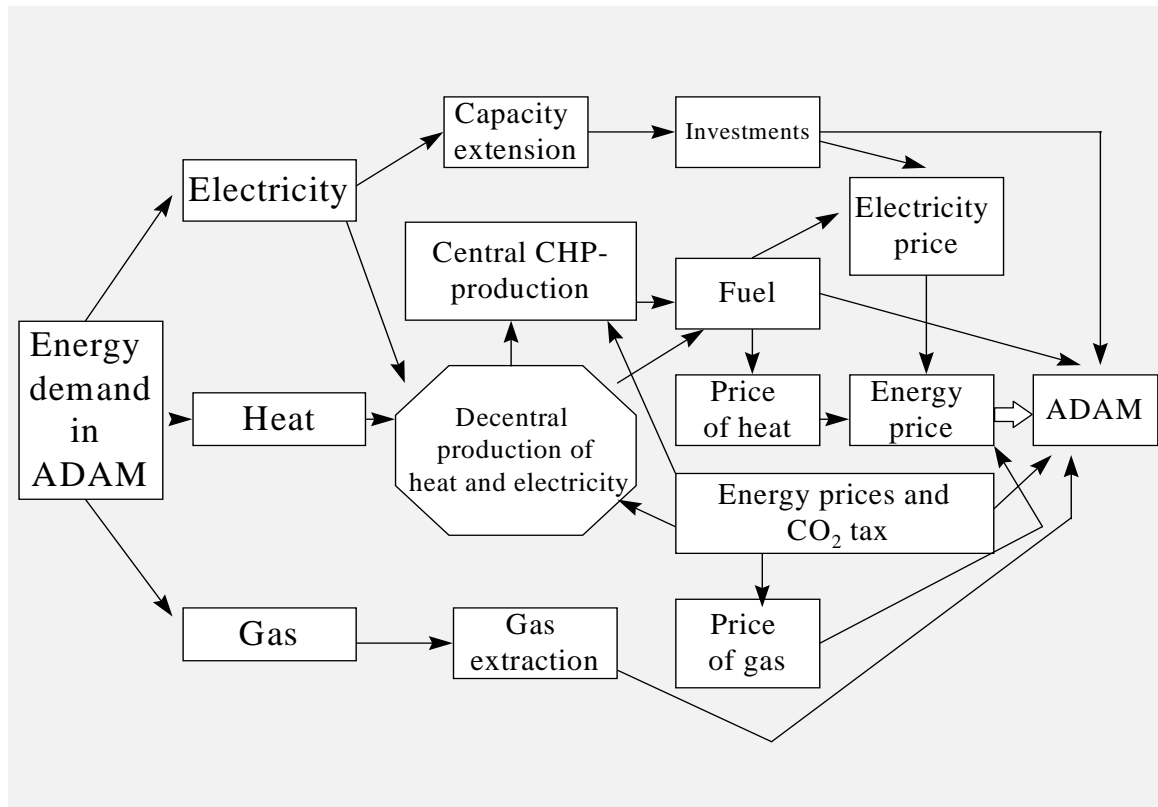 Capacity
extension
Investments
Electricity
Electricity
price
Central CHP-
production
Fuel
Energy
demand
in
ADAM
Heat
Decentral
production of
heat and electricity
Price
of heat
Energy
price
ADAM
Energy prices and
CO₂ tax
Gas
Gas
extraction
Price
of gas